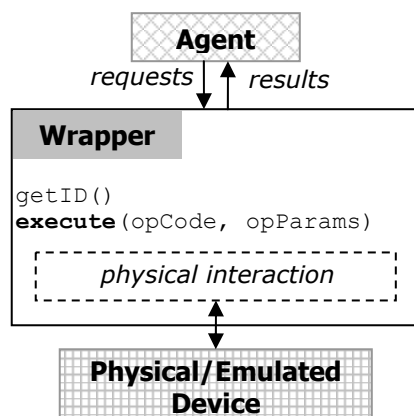 Agent
requests results
Wrapper
getID()
execute(opCode, opParams)
physical interaction
Physical/Emulated
Device